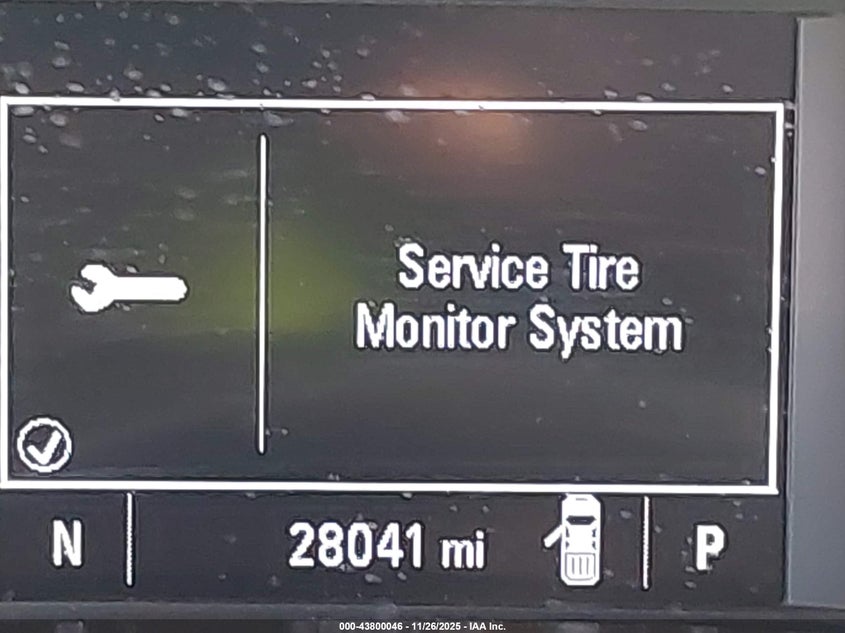 Service Tire
Monitor System
N 28041 mi P
000-43800046 - 11/26/2025 - IAA Inc.